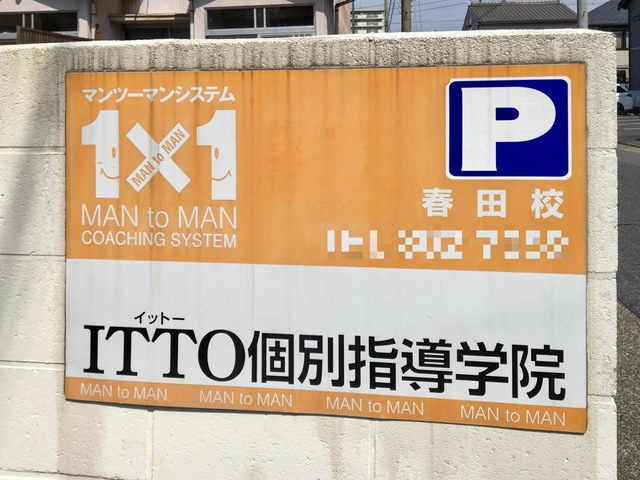 マンツーマンシステム
1×1
MAN to MAN
MAN to MAN
COACHING SYSTEM
P
春田校
イットー
ITTO個別指導学院
MAN to MAN MAN to MAN MAN to MAN MAN to MAN